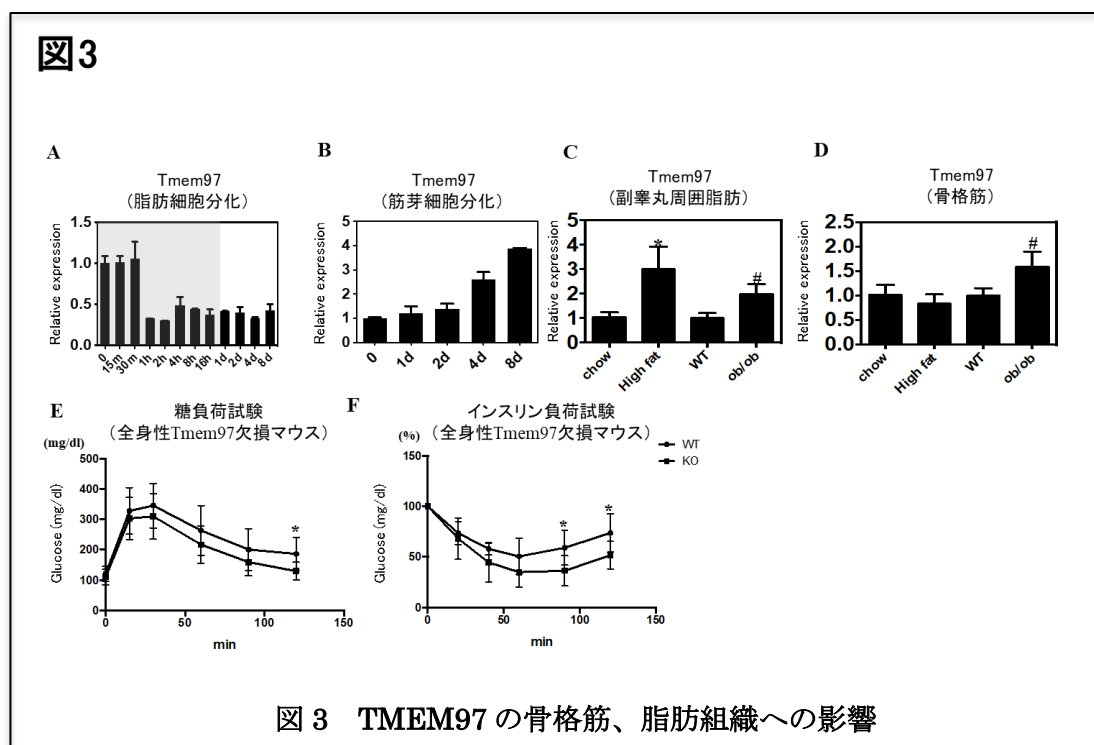 図3
A
Tmem97
（脂肪細胞分化）
Relative expression
1.5
1.0
0.5
0.0
0
15m
30m
1h
2h
4h
8h
16h
1d
2d
4d
8d
B
Tmem97
（筋芽細胞分化）
Relative expression
5
4
3
2
1
0
0
1d
2d
4d
8d
C
Tmem97
（副睾丸周囲脂肪）
Relative expression
5
4
3
2
1
0
*
#
chow
High fat
WT
ob/ob
D
Tmem97
（骨格筋）
Relative expression
2.5
2.0
1.5
1.0
0.5
0.0
#
chow
High fat
WT
ob/ob
E
糖負荷試験
（全身性Tmem97欠損マウス）
(mg/dl)
Glucose (mg/dl)
500
400
300
200
100
0
*
0
50
100
150
min
F
インスリン負荷試験
（全身性Tmem97欠損マウス）
(%)
Glucose (mg/dl)
150
100
50
0
*
*
0
50
100
150
min
WT
KO
図 3　TMEM97 の骨格筋、脂肪組織への影響